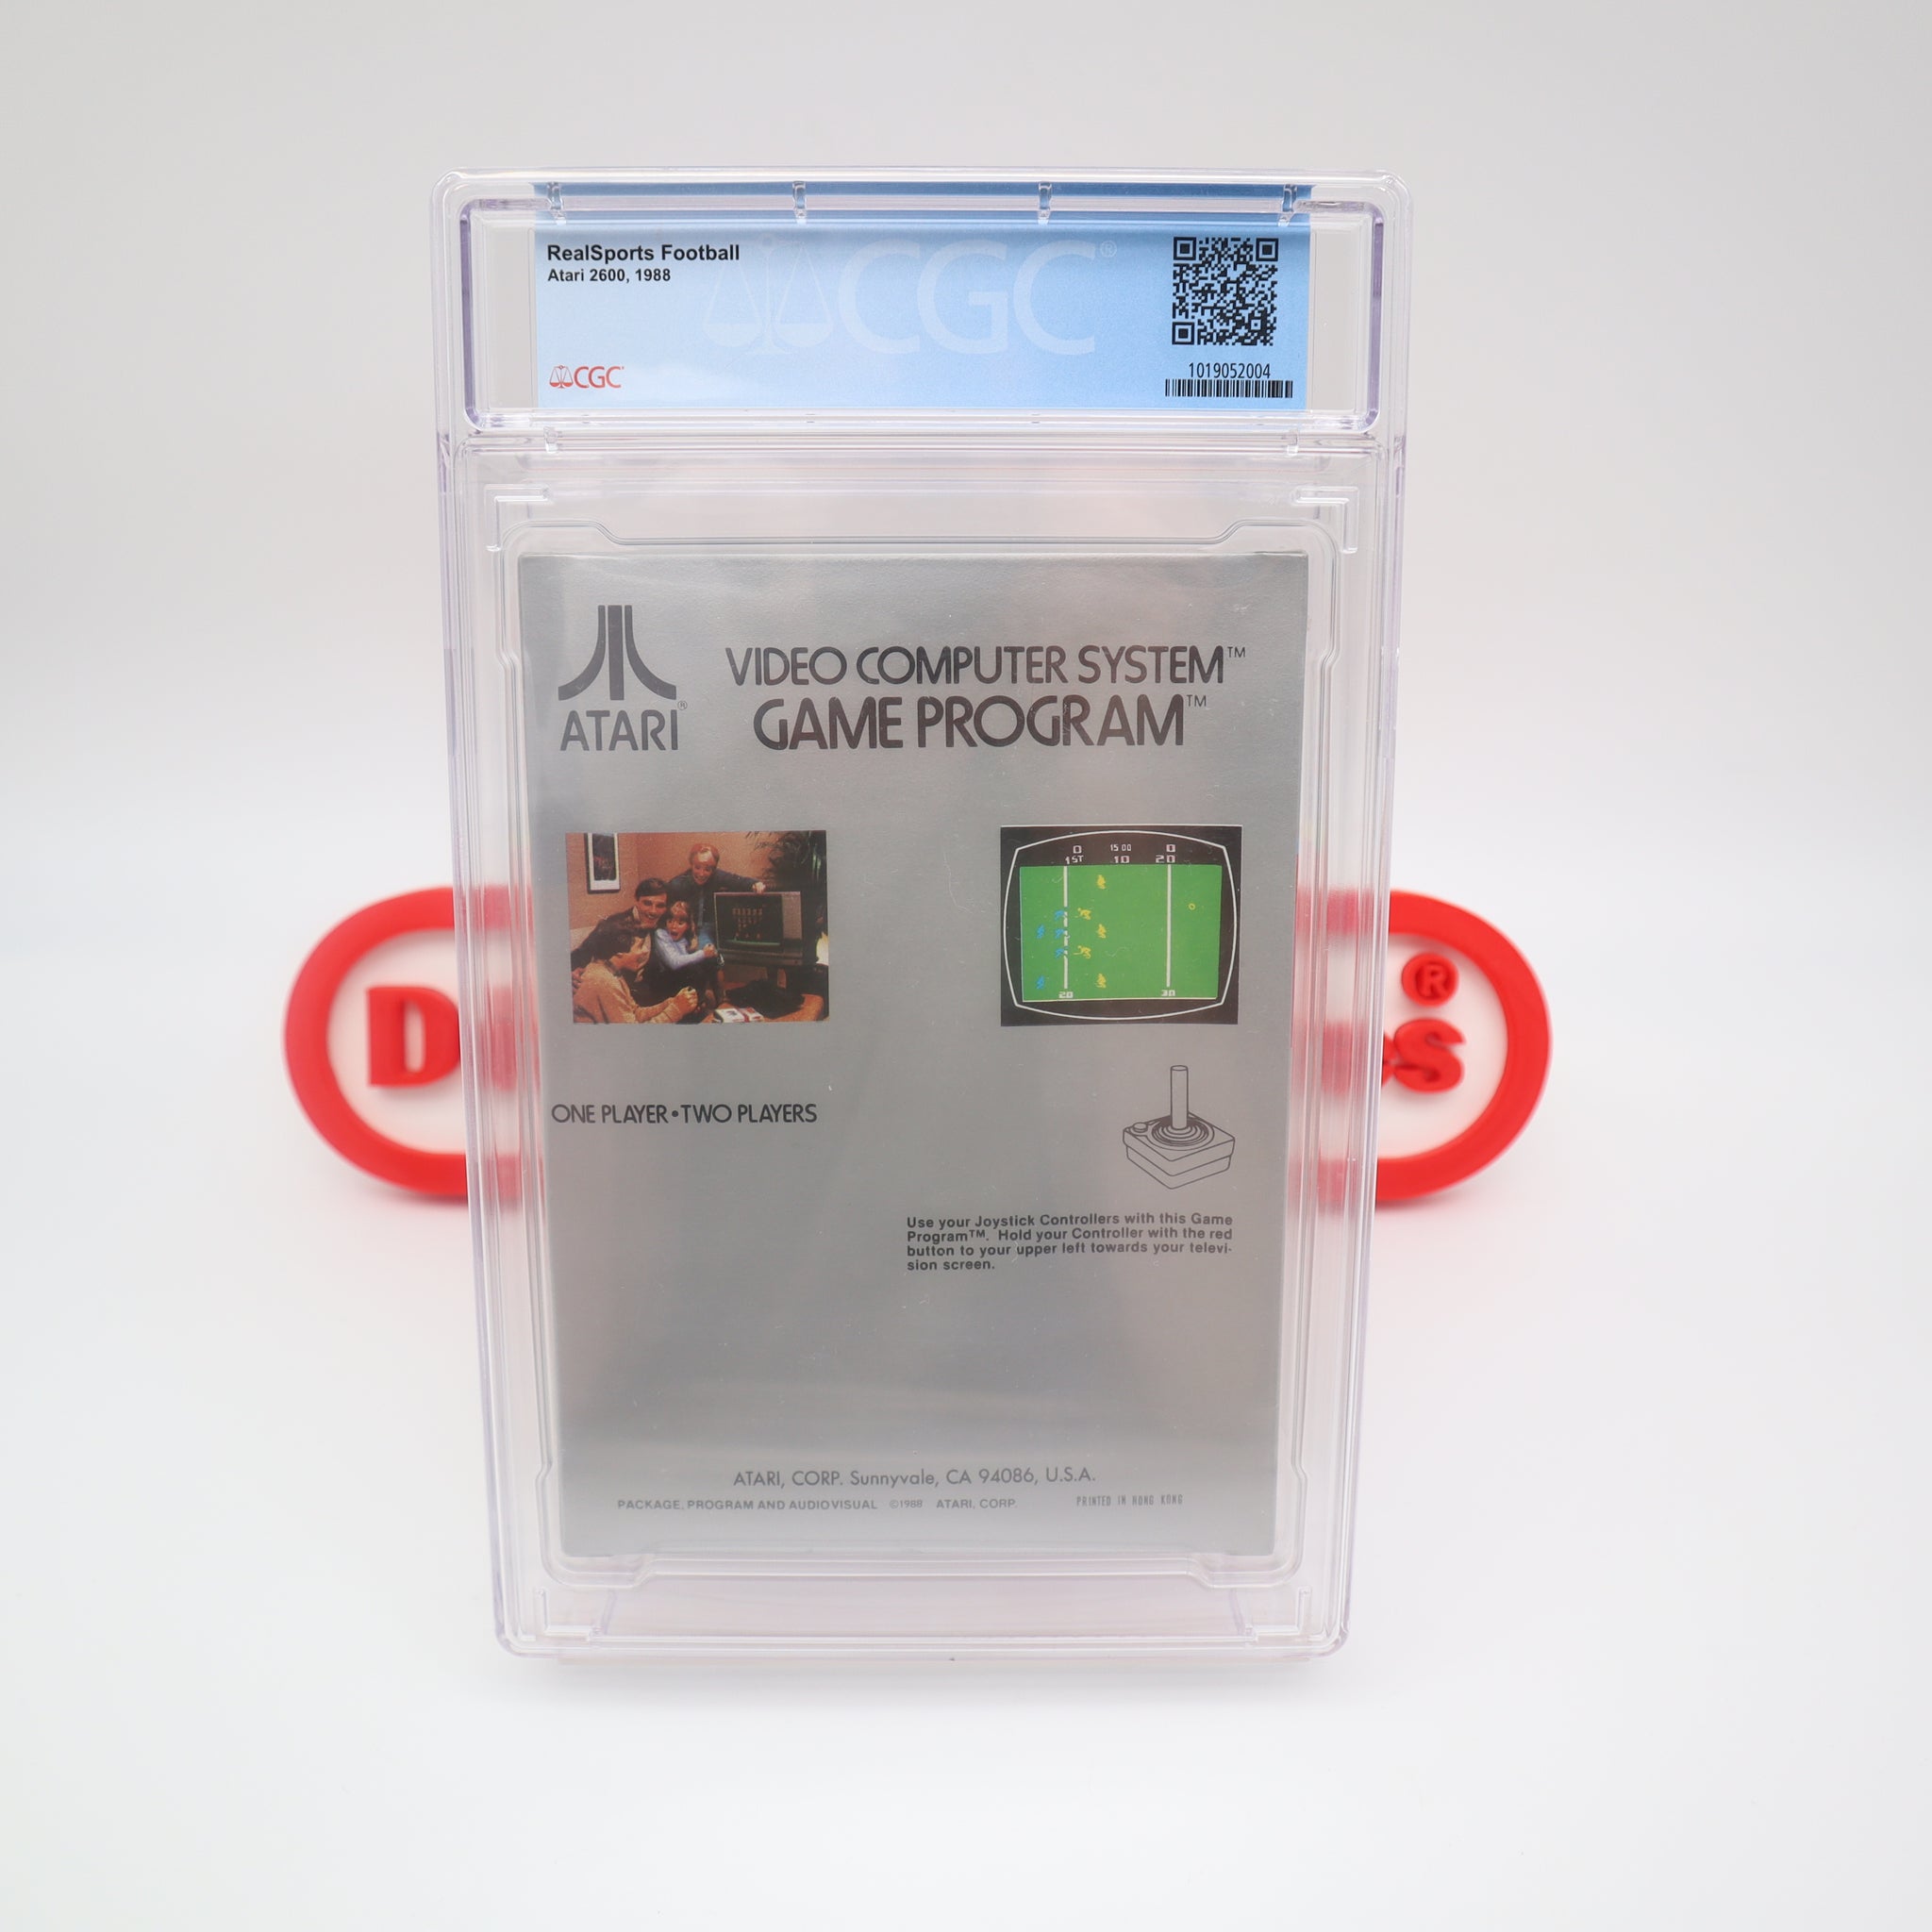 RealSports Football
Atari 2600, 1988
CGC®
CGC
1019052004
ATARI®
VIDEO COMPUTER SYSTEM™
GAME PROGRAM™
0 15 00 0
1ST 10 20
20 30
D
®
S
ONE PLAYER•TWO PLAYERS
Use your Joystick Controllers with this Game
Program™. Hold your Controller with the red
button to your upper left towards your televi-
sion screen.
ATARI, CORP. Sunnyvale, CA 94086, U.S.A.
PACKAGE, PROGRAM AND AUDIOVISUAL ©1988 ATARI, CORP. PRINTED IN HONG KONG